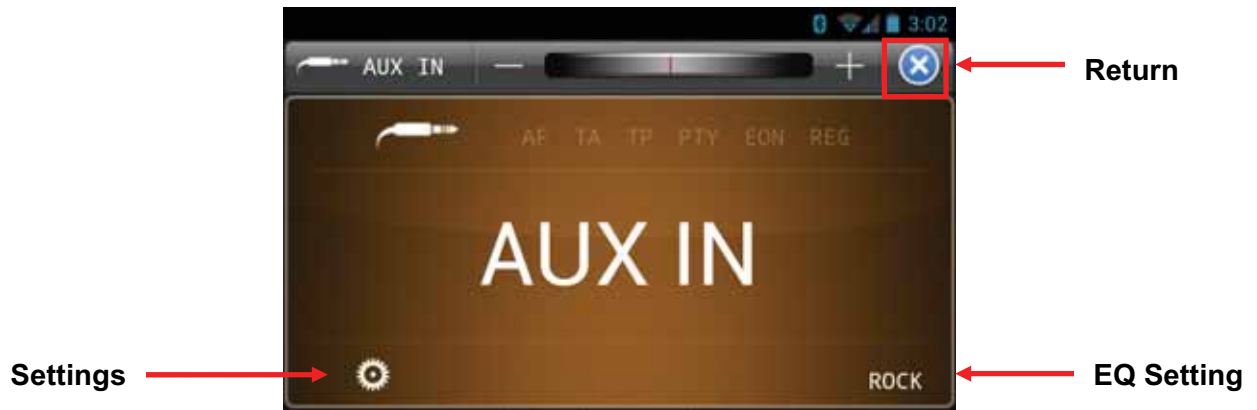 3:02
AUX IN
Return
AF TA TP PTY EON REG
AUX IN
Settings
ROCK
EQ Setting